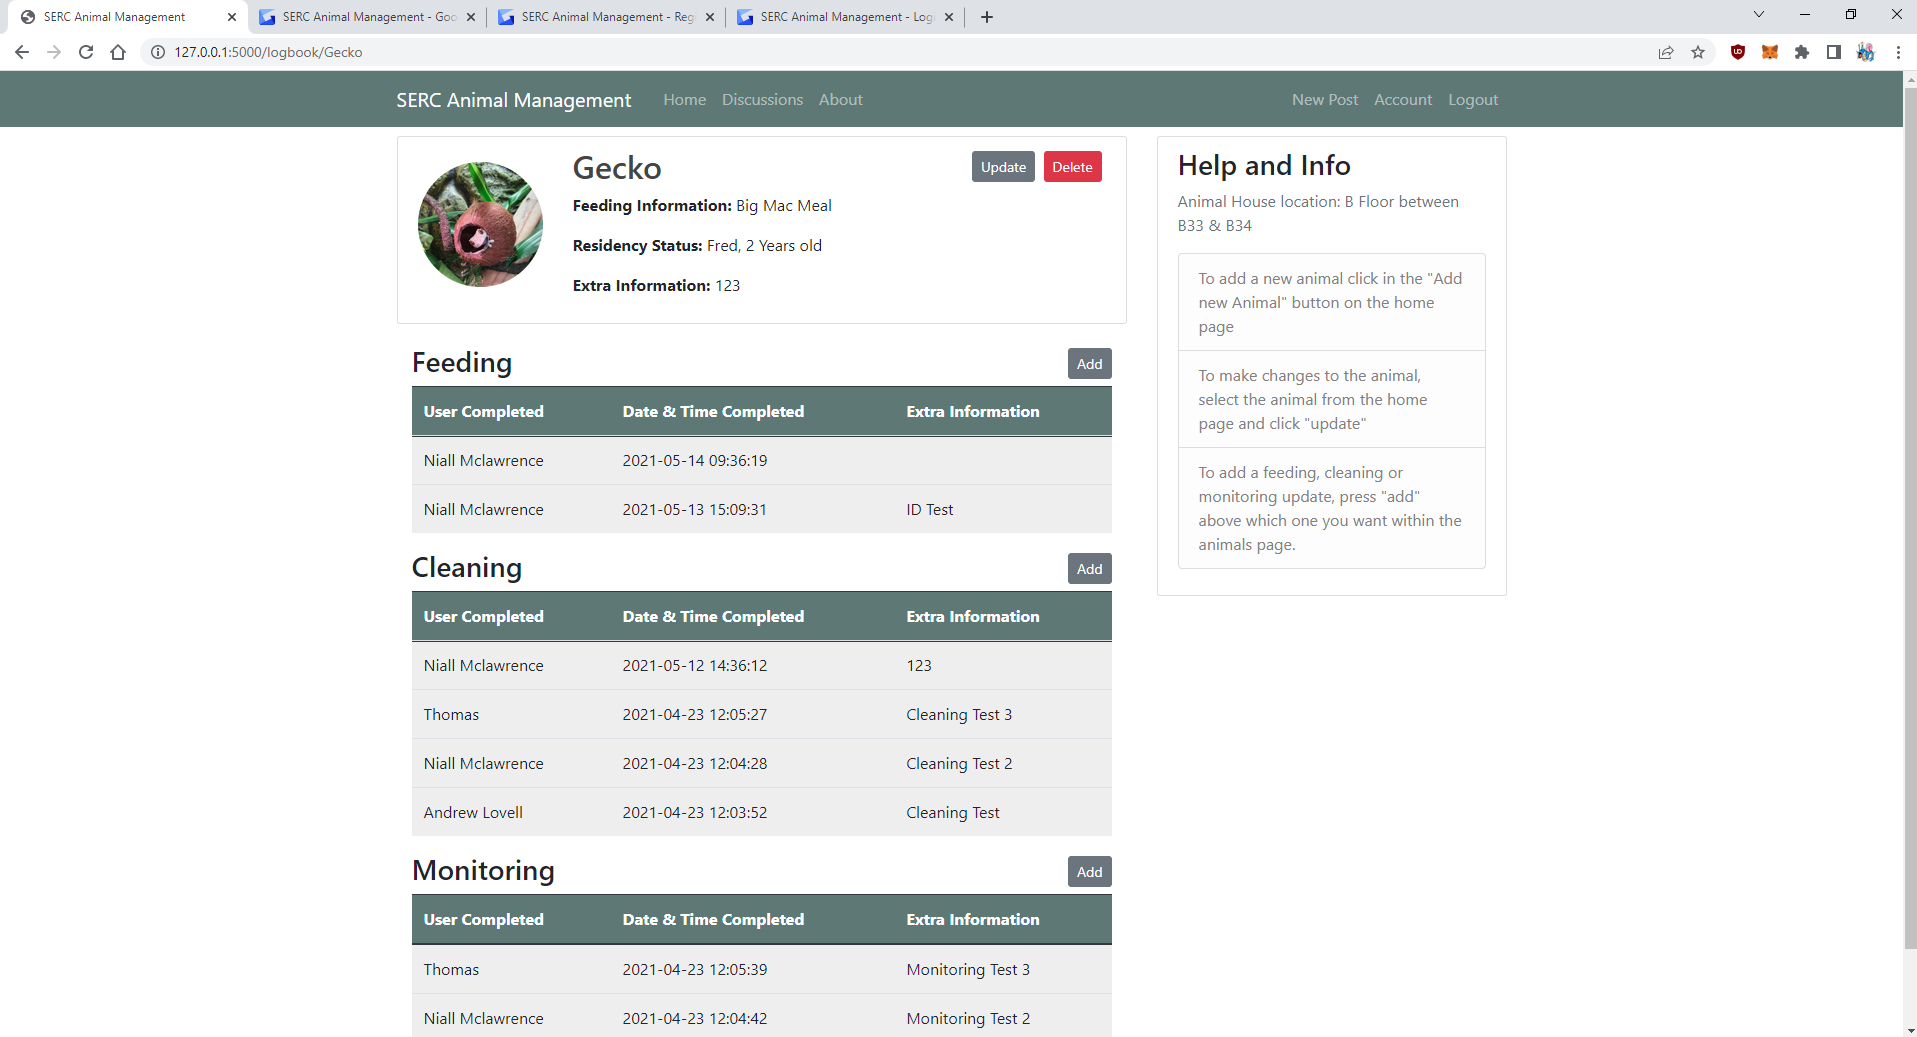 SERC Animal Management
SERC Animal Management - Goo
SERC Animal Management - Reg
SERC Animal Management - Log
127.0.0.1:5000/logbook/Gecko
SERC Animal Management Home Discussions About New Post Account Logout
Gecko
Update Delete
Feeding Information: Big Mac Meal
Residency Status: Fred, 2 Years old
Extra Information: 123
Feeding
Add
User Completed Date & Time Completed Extra Information
Niall Mclawrence 2021-05-14 09:36:19
Niall Mclawrence 2021-05-13 15:09:31 ID Test
Cleaning
Add
User Completed Date & Time Completed Extra Information
Niall Mclawrence 2021-05-12 14:36:12 123
Thomas 2021-04-23 12:05:27 Cleaning Test 3
Niall Mclawrence 2021-04-23 12:04:28 Cleaning Test 2
Andrew Lovell 2021-04-23 12:03:52 Cleaning Test
Monitoring
Add
User Completed Date & Time Completed Extra Information
Thomas 2021-04-23 12:05:39 Monitoring Test 3
Niall Mclawrence 2021-04-23 12:04:42 Monitoring Test 2
Help and Info
Animal House location: B Floor between
B33 & B34
To add a new animal click in the "Add
new Animal" button on the home
page
To make changes to the animal,
select the animal from the home
page and click "update"
To add a feeding, cleaning or
monitoring update, press "add"
above which one you want within the
animals page.